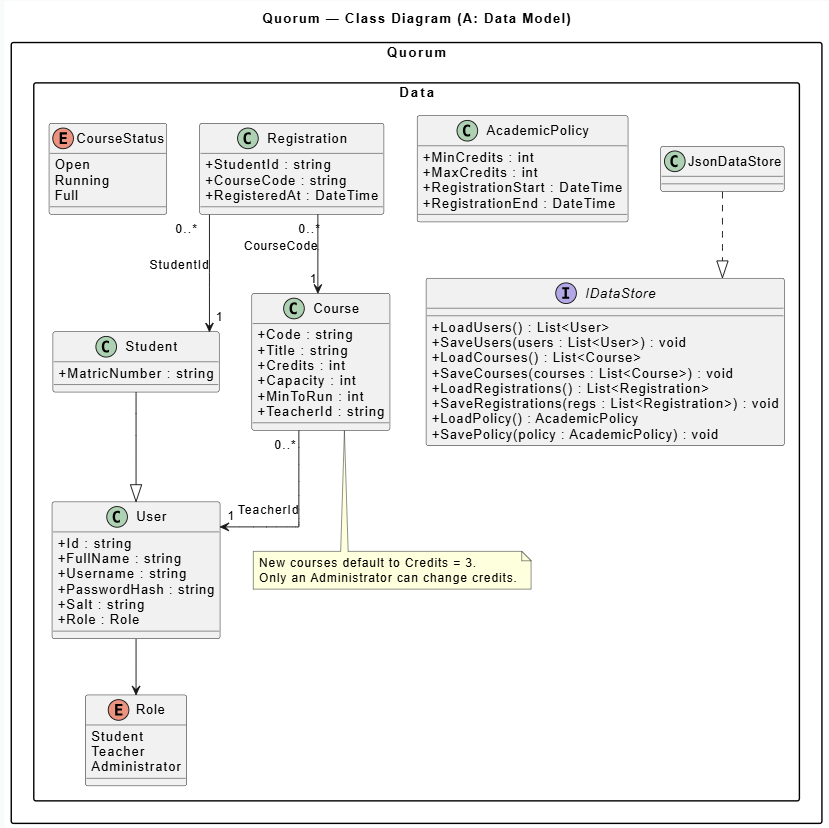 Quorum — Class Diagram (A: Data Model)
Quorum
Data
E CourseStatus
Open
Running
Full
C Registration
+StudentId : string
+CourseCode : string
+RegisteredAt : DateTime
C AcademicPolicy
+MinCredits : int
+MaxCredits : int
+RegistrationStart : DateTime
+RegistrationEnd : DateTime
C JsonDataStore
0..*
StudentId
1
0..*
CourseCode
1
C Student
+MatricNumber : string
C Course
+Code : string
+Title : string
+Credits : int
+Capacity : int
+MinToRun : int
+TeacherId : string
I IDataStore
+LoadUsers() : List<User>
+SaveUsers(users : List<User>) : void
+LoadCourses() : List<Course>
+SaveCourses(courses : List<Course>) : void
+LoadRegistrations() : List<Registration>
+SaveRegistrations(regs : List<Registration>) : void
+LoadPolicy() : AcademicPolicy
+SavePolicy(policy : AcademicPolicy) : void
0..*
TeacherId
1
C User
+Id : string
+FullName : string
+Username : string
+PasswordHash : string
+Salt : string
+Role : Role
New courses default to Credits = 3.
Only an Administrator can change credits.
E Role
Student
Teacher
Administrator